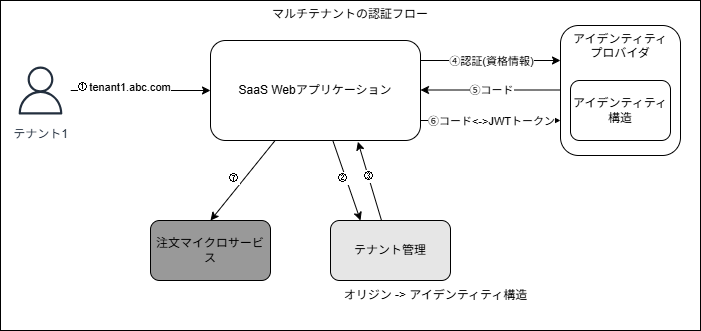 マルチテナントの認証フロー
アイデンティティ
プロバイダ
④認証(資格情報)
①tenant1.abc.com
SaaS Webアプリケーション
⑤コード
アイデンティティ
構造
⑥コード<->JWTトークン
テナント1
⑦
②
③
注文マイクロサービ
ス
テナント管理
オリジン -> アイデンティティ構造